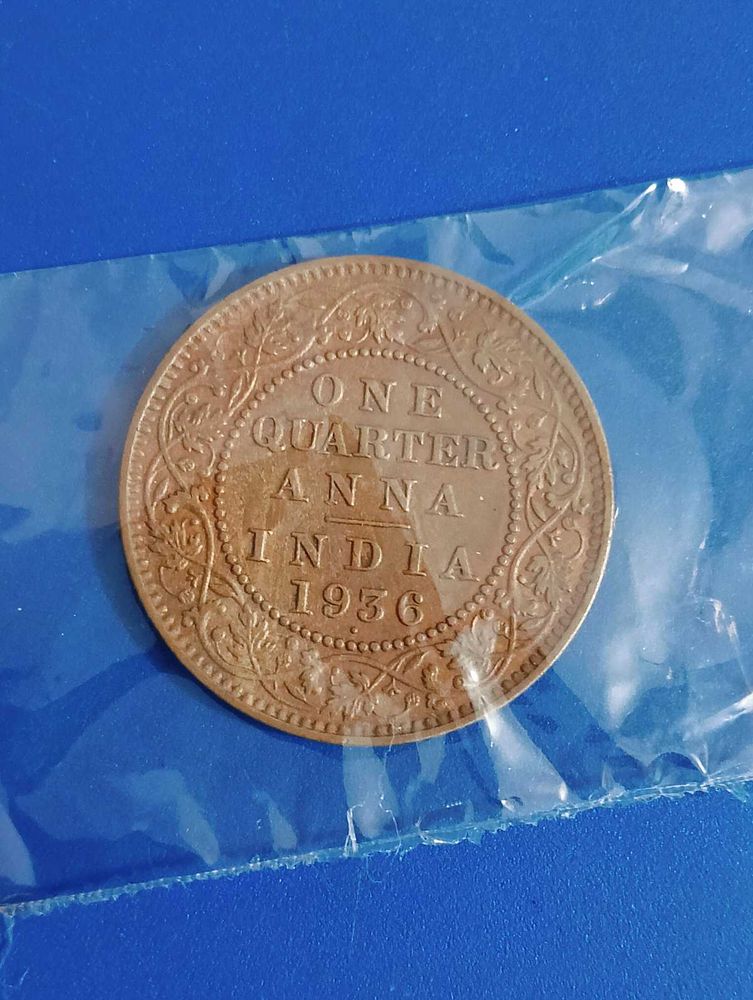 ONE
QUARTER
ANNA
INDIA
1936